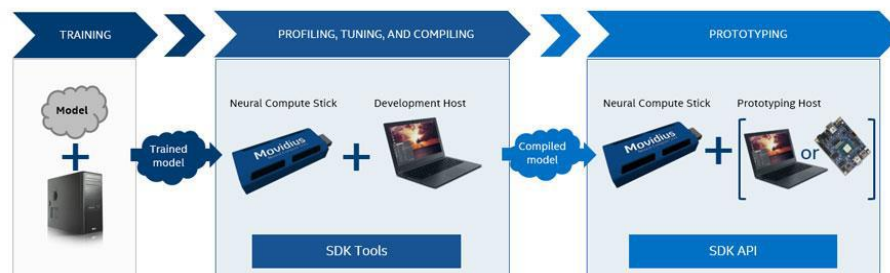 TRAINING
PROFILING, TUNING, AND COMPILING
PROTOTYPING
Model
Trained
model
Neural Compute Stick
Development Host
Movidius
SDK Tools
Compiled
model
Neural Compute Stick
Prototyping Host
Movidius
or
SDK API